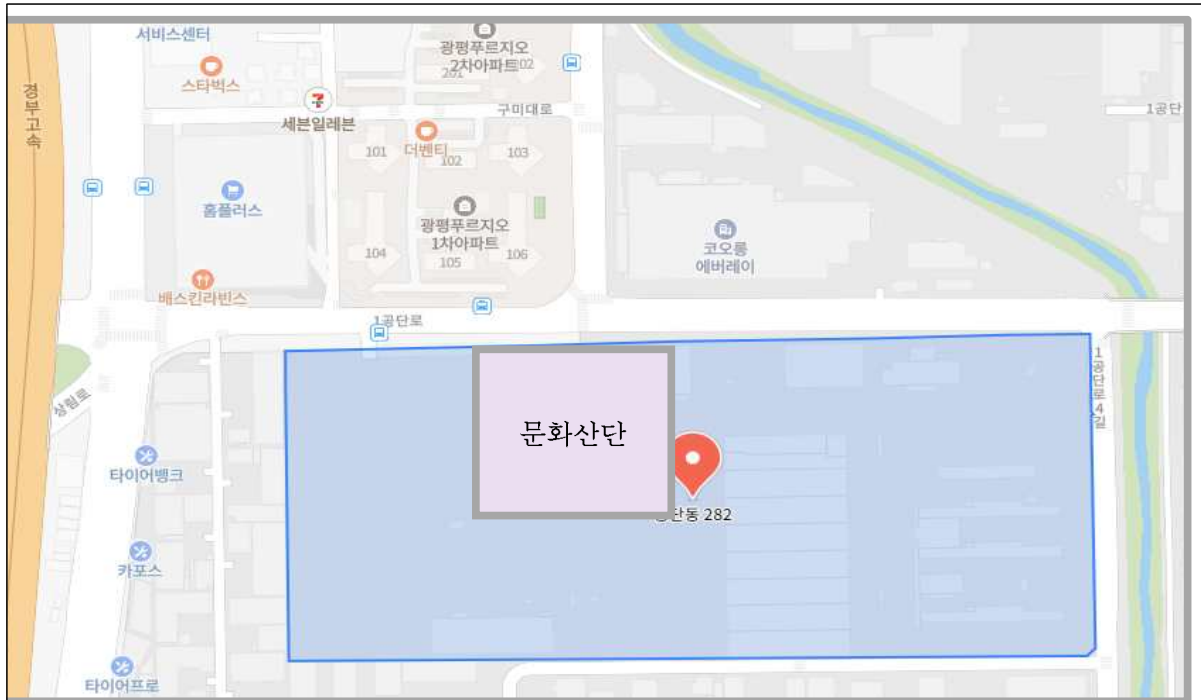 서비스센터
스타벅스
경부고속
세븐일레븐
광평푸르지오
2차아파트
201
102
구미대로
1공단
101
더벤티
102
103
홈플러스
광평푸르지오
1차아파트
104
105
106
코오롱
에버레이
배스킨라빈스
1공단로
상림로
1공단로4길
문화산단
타이어뱅크
단동 282
카포스
타이어프로